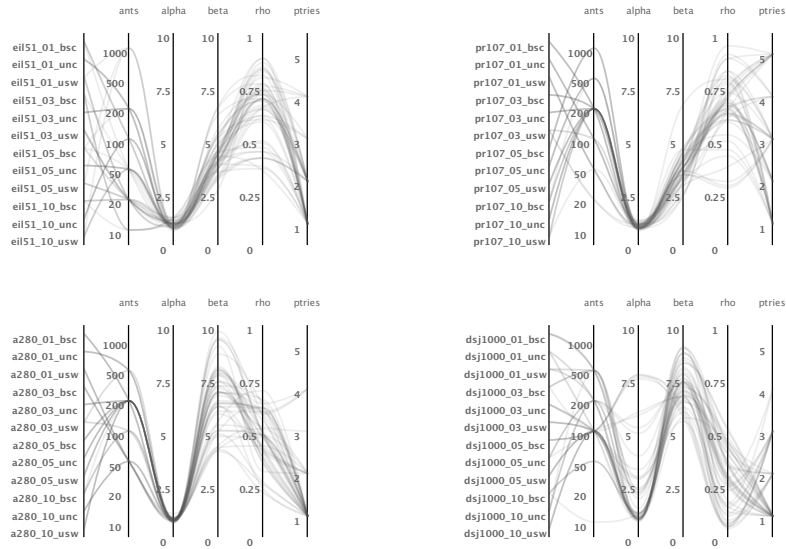 ants alpha beta rho ptries
eil51_01_bsc
eil51_01_unc
eil51_01_usw
eil51_03_bsc
eil51_03_unc
eil51_03_usw
eil51_05_bsc
eil51_05_unc
eil51_05_usw
eil51_10_bsc
eil51_10_unc
eil51_10_usw
1000
500
200
100
50
20
10
10
7.5
5
2.5
0
10
7.5
5
2.5
0
1
0.75
0.5
0.25
0
5
4
3
2
1
ants alpha beta rho ptries
pr107_01_bsc
pr107_01_unc
pr107_01_usw
pr107_03_bsc
pr107_03_unc
pr107_03_usw
pr107_05_bsc
pr107_05_unc
pr107_05_usw
pr107_10_bsc
pr107_10_unc
pr107_10_usw
1000
500
200
100
50
20
10
10
7.5
5
2.5
0
10
7.5
5
2.5
0
1
0.75
0.5
0.25
0
5
4
3
2
1
ants alpha beta rho ptries
a280_01_bsc
a280_01_unc
a280_01_usw
a280_03_bsc
a280_03_unc
a280_03_usw
a280_05_bsc
a280_05_unc
a280_05_usw
a280_10_bsc
a280_10_unc
a280_10_usw
1000
500
200
100
50
20
10
10
7.5
5
2.5
0
10
7.5
5
2.5
0
1
0.75
0.5
0.25
0
5
4
3
2
1
ants alpha beta rho ptries
dsj1000_01_bsc
dsj1000_01_unc
dsj1000_01_usw
dsj1000_03_bsc
dsj1000_03_unc
dsj1000_03_usw
dsj1000_05_bsc
dsj1000_05_unc
dsj1000_05_usw
dsj1000_10_bsc
dsj1000_10_unc
dsj1000_10_usw
1000
500
200
100
50
20
10
10
7.5
5
2.5
0
10
7.5
5
2.5
0
1
0.75
0.5
0.25
0
5
4
3
2
1